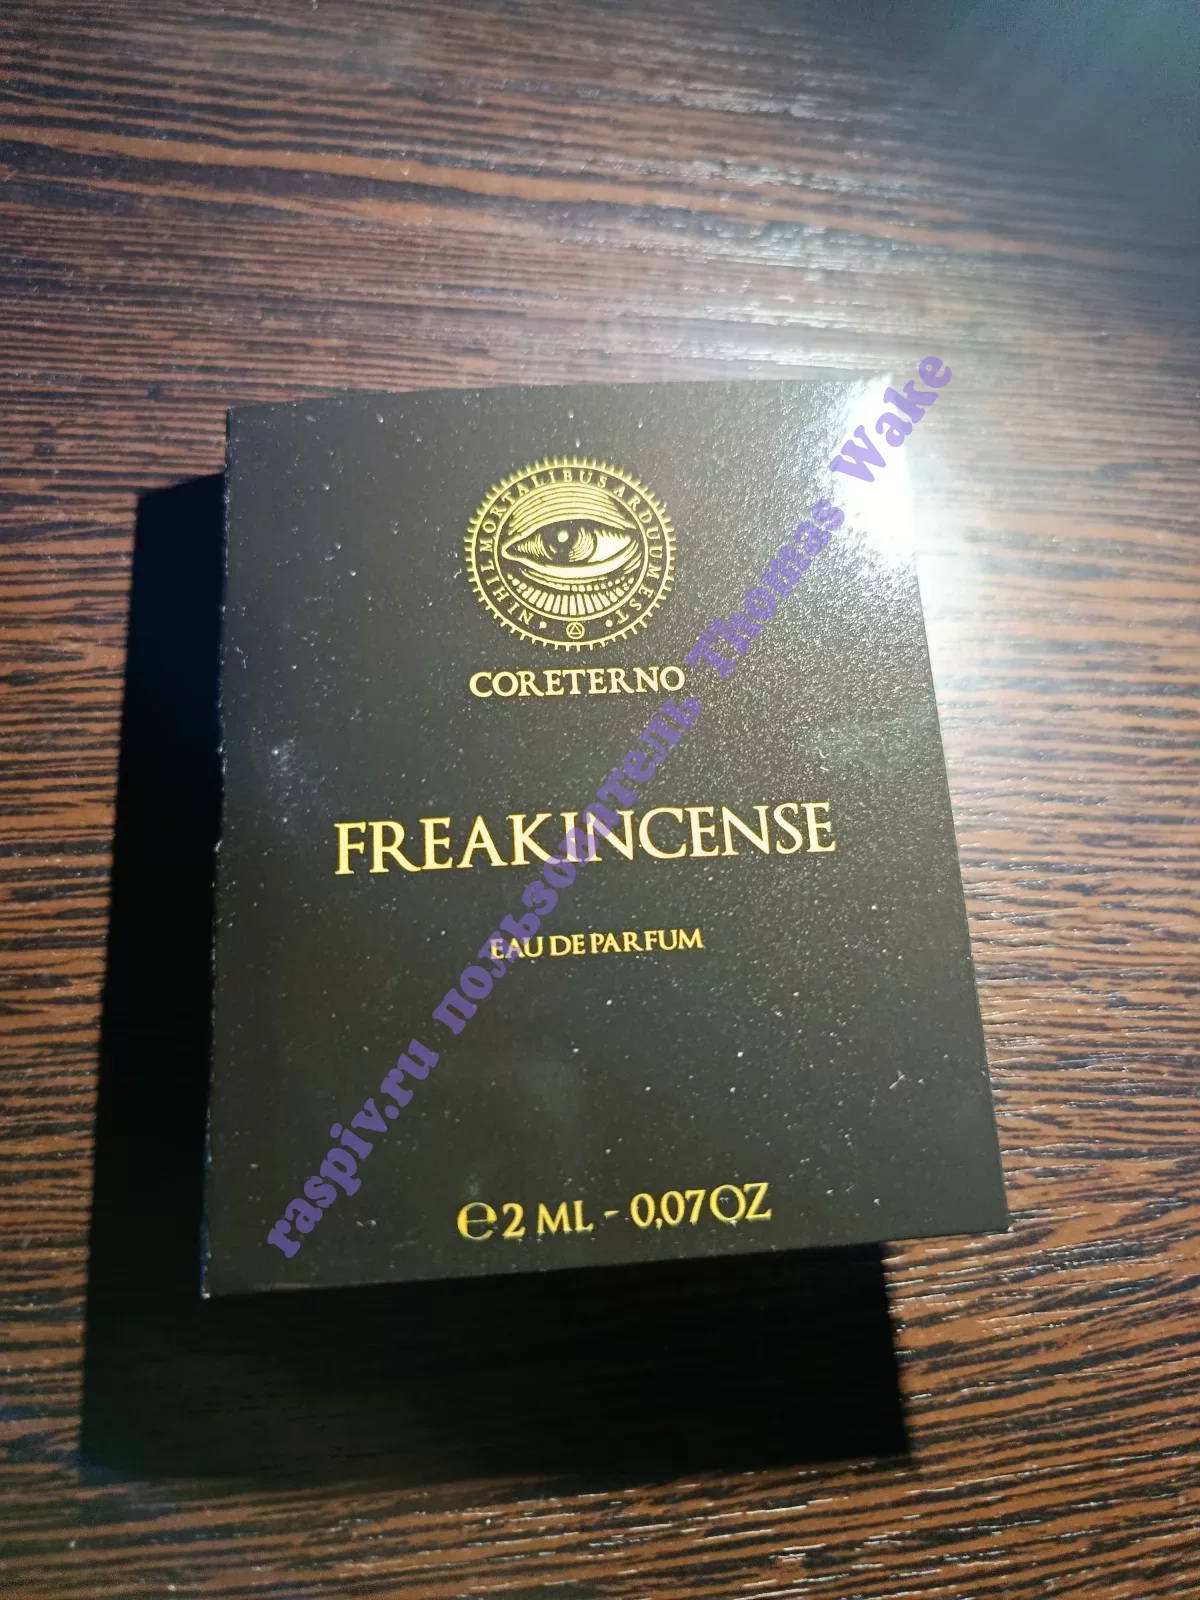 NIHIL MORTALIBUS ARDUUM EST
CORETERNO
FREAKINCENSE
EAU DE PARFUM
℮2 ML - 0,07 OZ
raspiv.ru пользователь Thomas Wake